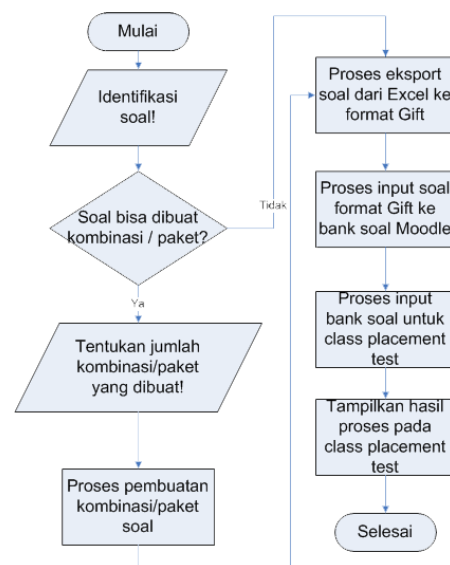 Mulai
Identifikasi
soal!
Soal bisa dibuat
kombinasi / paket?
Tidak
Ya
Tentukan jumlah
kombinasi/paket
yang dibuat!
Proses pembuatan
kombinasi/paket
soal
Proses eksport
soal dari Excel ke
format Gift
Proses input soal
format Gift ke
bank soal Moodle
Proses input
bank soal untuk
class placement
test
Tampilkan hasil
proses pada
class placement
test
Selesai